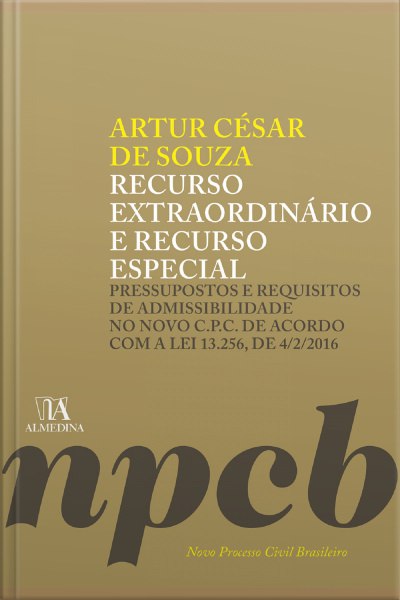 ARTUR CÉSAR
DE SOUZA
RECURSO
EXTRAORDINÁRIO
E RECURSO
ESPECIAL
PRESSUPOSTOS E REQUISITOS
DE ADMISSIBILIDADE
NO NOVO C.P.C. DE ACORDO
COM A LEI 13.256, DE 4/2/2016
NA
ALMEDINA
npcb
Novo Processo Civil Brasileiro